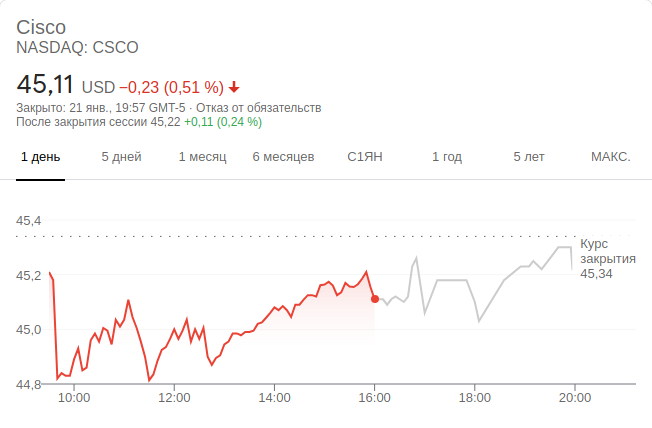 Cisco
NASDAQ: CSCO
45,11 USD −0,23 (0,51 %)
Закрыто: 21 янв., 19:57 GMT-5 · Отказ от обязательств
После закрытия сессии 45,22 +0,11 (0,24 %)
1 день 5 дней 1 месяц 6 месяцев С1ЯН 1 год 5 лет МАКС.
45,4
Курс
закрытия
45,34
45,2
45,0
44,8
10:00 12:00 14:00 16:00 18:00 20:00